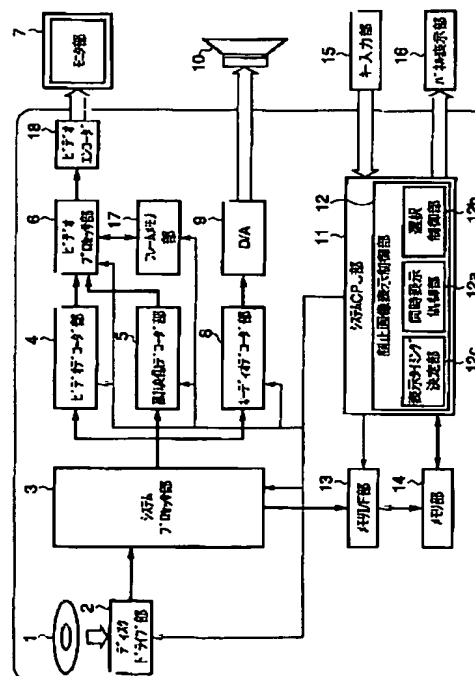 1
2
ディスク
ドライブ部
3
システム
プロセッサ部
4
ビデオデコーダ部
5
副映像デコーダ部
8
オーディオデコーダ部
6
ビデオ
プロセッサ部
17
フレームメモリ部
18
ビデオ
エンコーダ
7
モニタ部
9
D/A
10
11
システムCPU部
12
静止画像表示制御部
12c
表示タイミング
決定部
12a
同時表示
制御部
12b
選択
制御部
13
メモリI/F部
14
メモリ部
15
キー入力部
16
パネル表示部